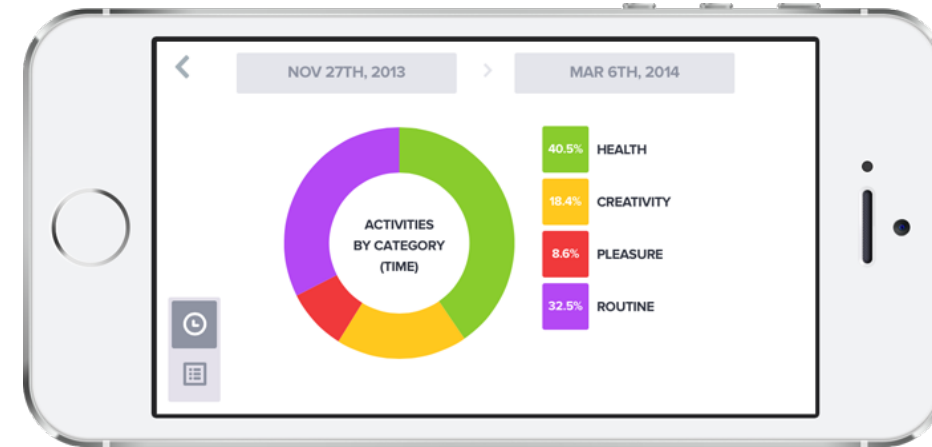 NOV 27TH, 2013
MAR 6TH, 2014
ACTIVITIES
BY CATEGORY
(TIME)
40.5% HEALTH
18.4% CREATIVITY
8.6% PLEASURE
32.5% ROUTINE